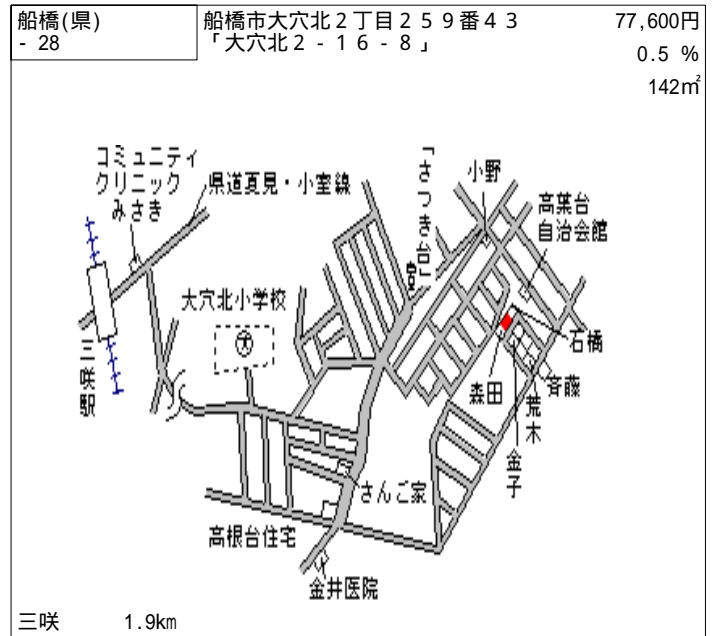 船橋(県)
- 28
船橋市大穴北２丁目２５９番４３
「大穴北２‐１６‐８」
77,600円
0.5 %
142㎡
コミュニティ
クリニック
みさき
県道夏見・小室線
「さつき台」
小野
高葉台
自治会館
大穴北小学校
三咲駅
石橋
森田
斉藤
荒木
金子
さんご家
高根台住宅
金井医院
三咲 1.9km